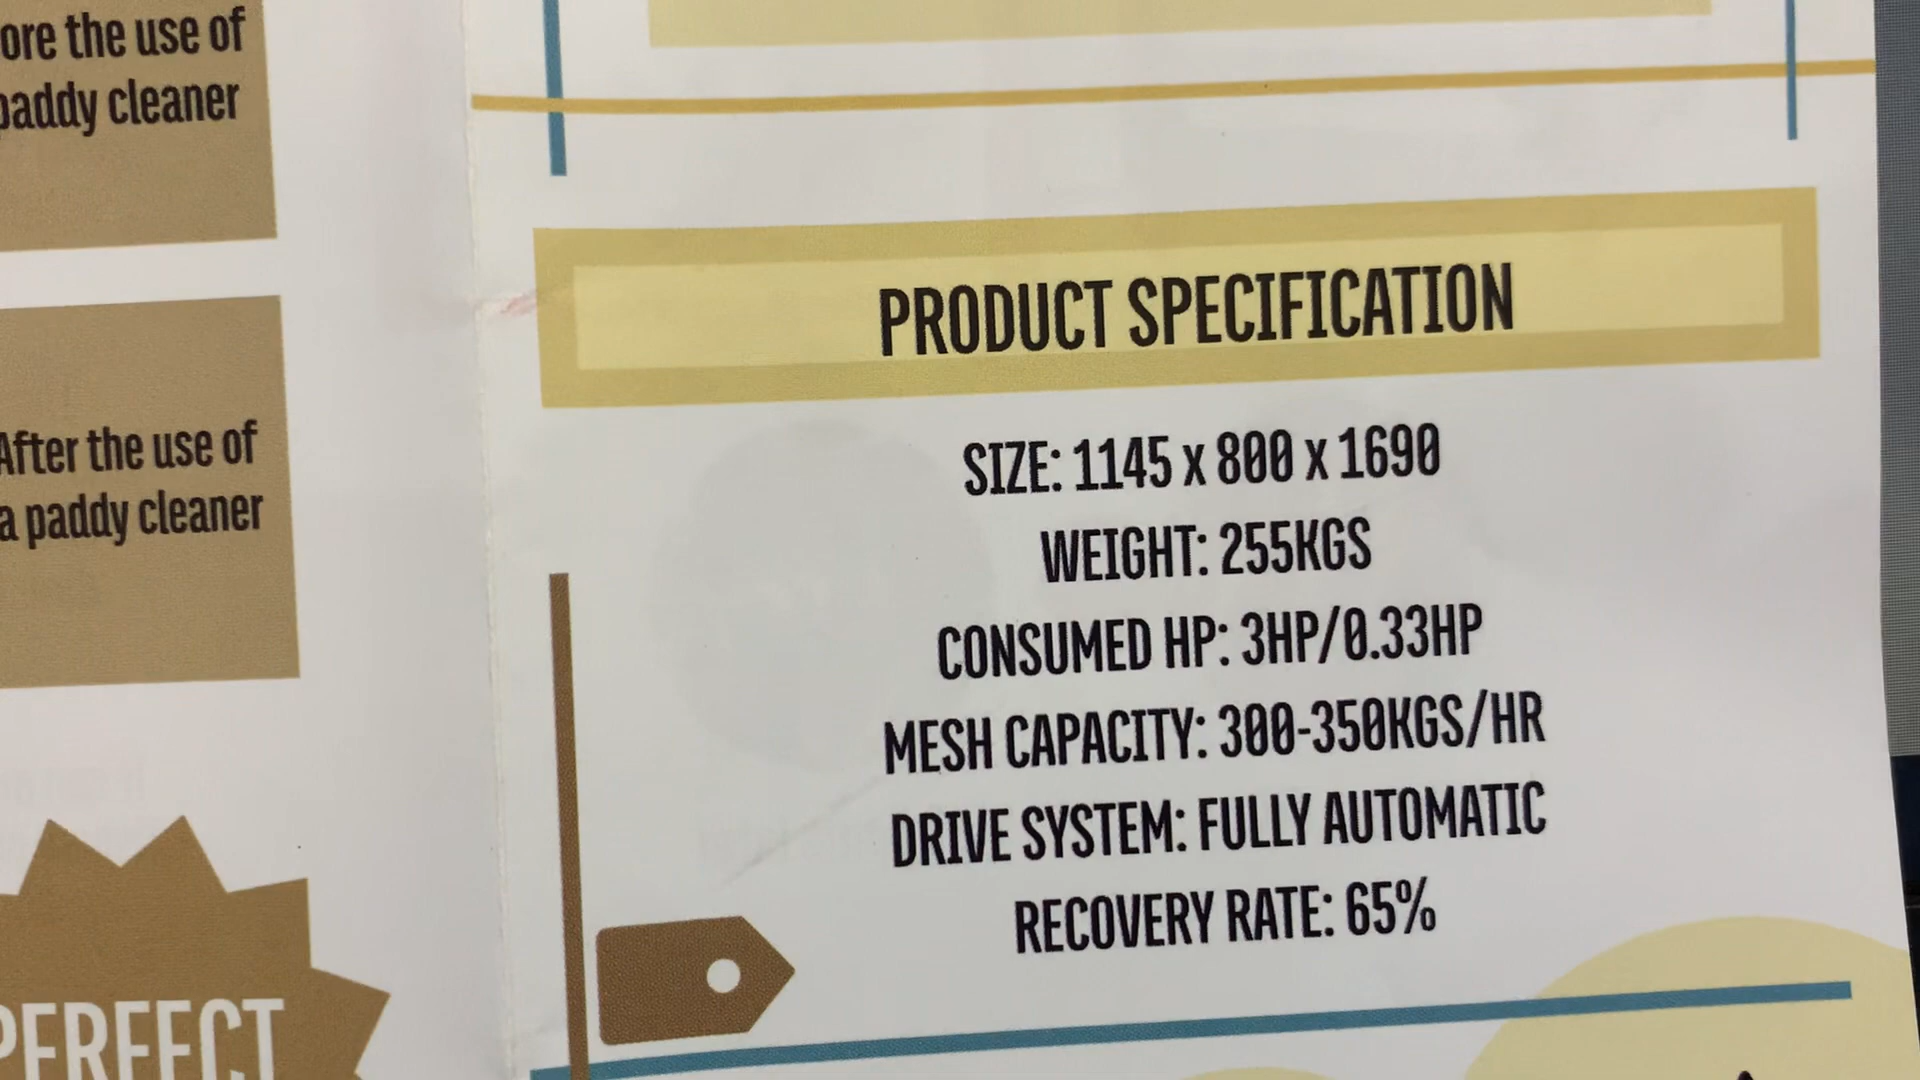 ore the use of
paddy cleaner
After the use of
a paddy cleaner
PERFECT
PRODUCT SPECIFICATION
SIZE: 1145 x 800 x 1690
WEIGHT: 255KGS
CONSUMED HP: 3HP/0.33HP
MESH CAPACITY: 300-350KGS/HR
DRIVE SYSTEM: FULLY AUTOMATIC
RECOVERY RATE: 65%